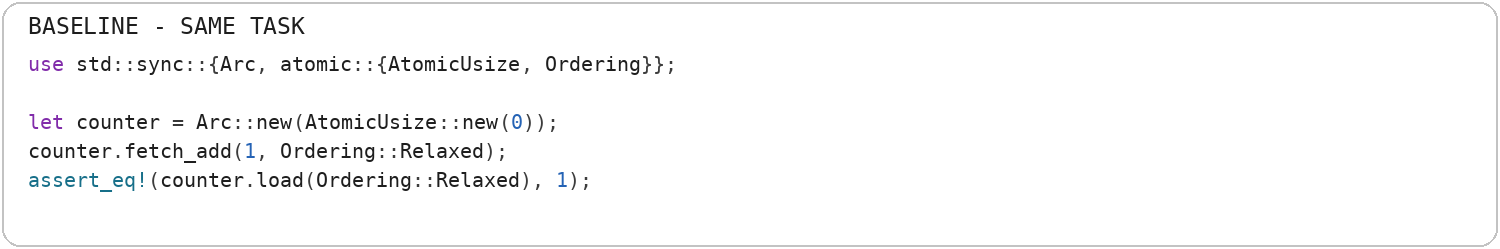 BASELINE - SAME TASK
use std::sync::{Arc, atomic::{AtomicUsize, Ordering}};
let counter = Arc::new(AtomicUsize::new(0));
counter.fetch_add(1, Ordering::Relaxed);
assert_eq!(counter.load(Ordering::Relaxed), 1);